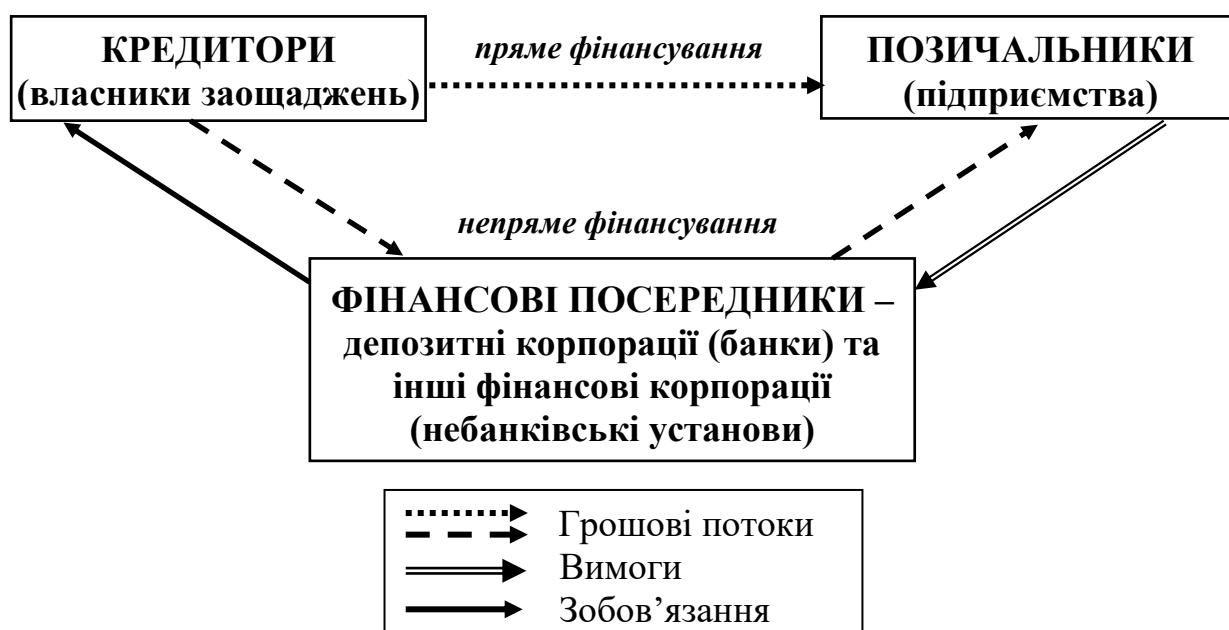 КРЕДИТОРИ
(власники заощаджень)
пряме фінансування
ПОЗИЧАЛЬНИКИ
(підприємства)
непряме фінансування
ФІНАНСОВІ ПОСЕРЕДНИКИ –
депозитні корпорації (банки) та
інші фінансові корпорації
(небанківські установи)
Грошові потоки
Вимоги
Зобов’язання